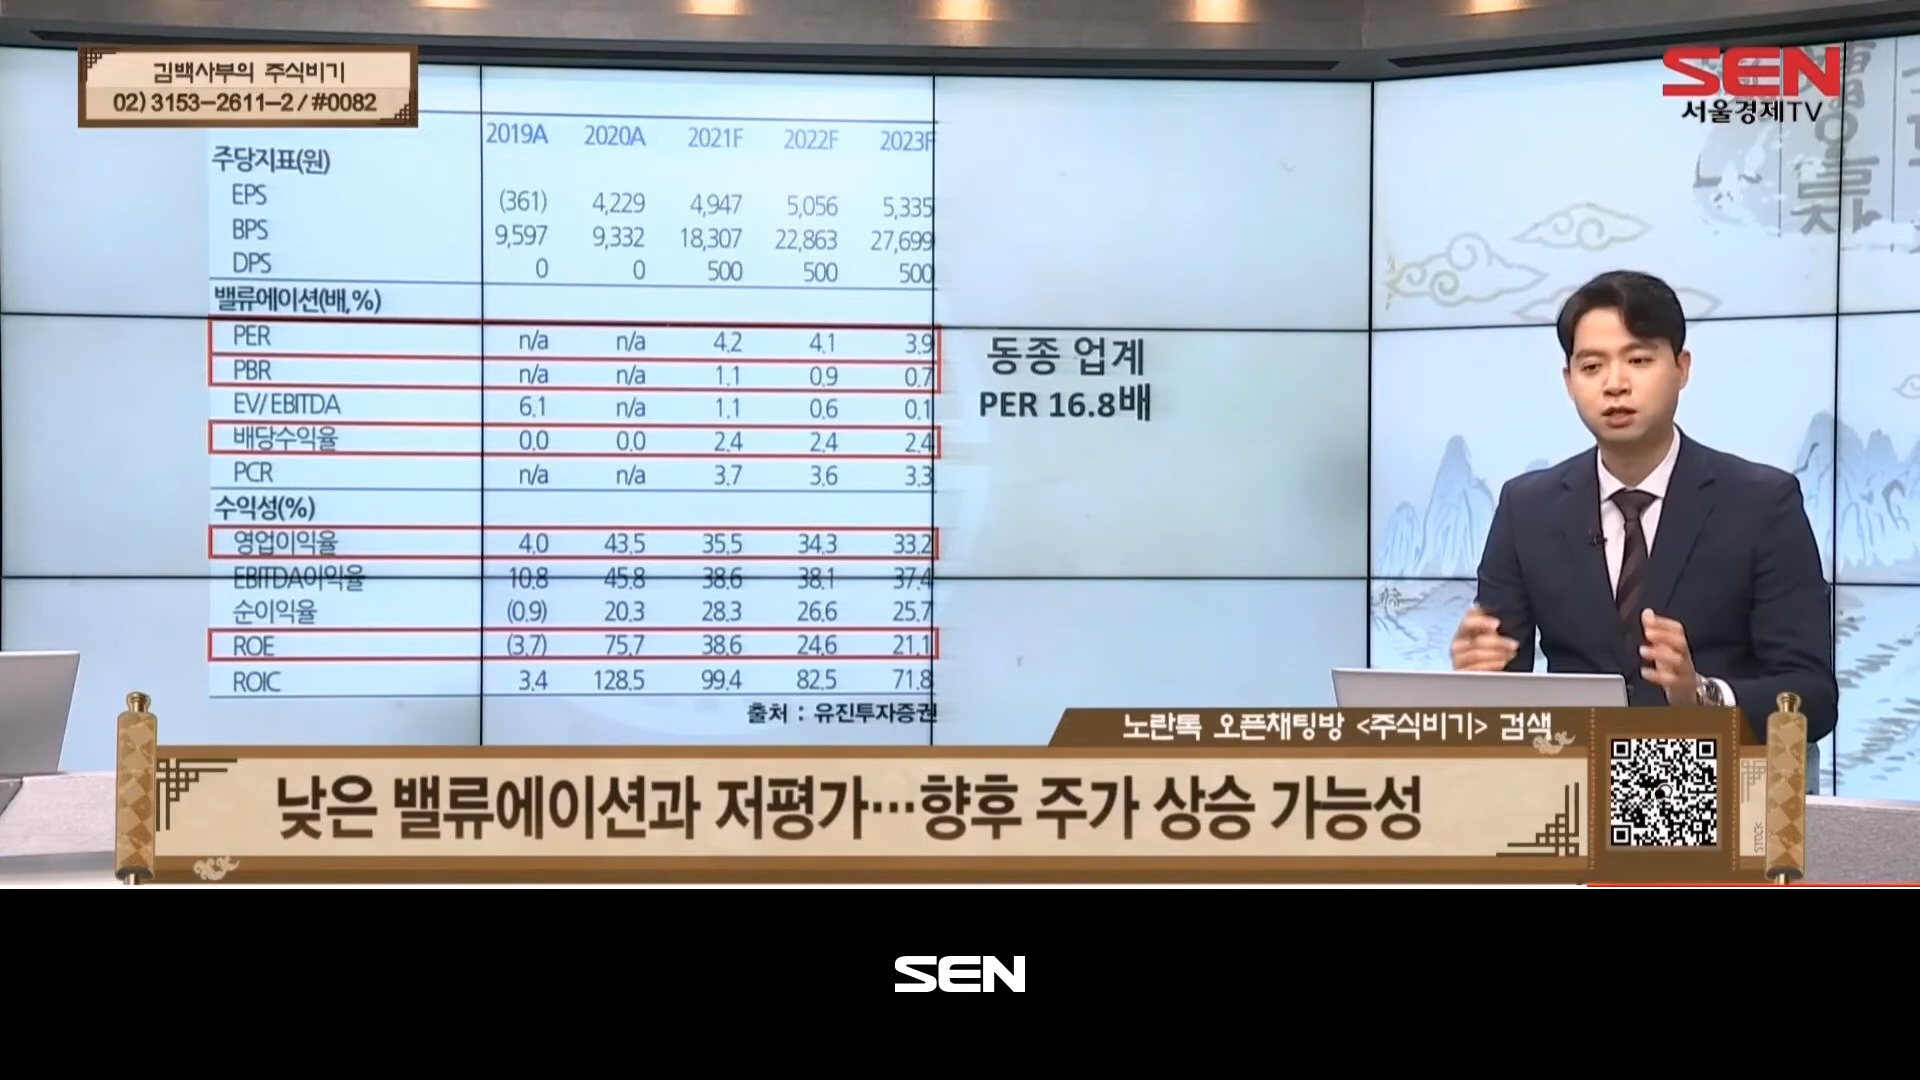 김백사부의 주식비기
02) 3153-2611-2 / #0082
SEN
서울경제TV
2019A 2020A 2021F 2022F 2023F
주당지표(원)
EPS (361) 4,229 4,947 5,056 5,335
BPS 9,597 9,332 18,307 22,863 27,699
DPS 0 0 500 500 500
밸류에이션(배,%)
PER n/a n/a 4.2 4.1 3.9
PBR n/a n/a 1.1 0.9 0.7
EV/EBITDA 6.1 n/a 1.1 0.6 0.1
배당수익율 0.0 0.0 2.4 2.4 2.4
PCR n/a n/a 3.7 3.6 3.3
수익성(%)
영업이익율 4.0 43.5 35.5 34.3 33.2
EBITDA이익율 10.8 45.8 38.6 38.1 37.4
순이익율 (0.9) 20.3 28.3 26.6 25.7
ROE (3.7) 75.7 38.6 24.6 21.1
ROIC 3.4 128.5 99.4 82.5 71.8
출처 : 유진투자증권
동종 업계
PER 16.8배
노란톡 오픈채팅방 <주식비기> 검색
낮은 밸류에이션과 저평가…향후 주가 상승 가능성
STOCK
SEN